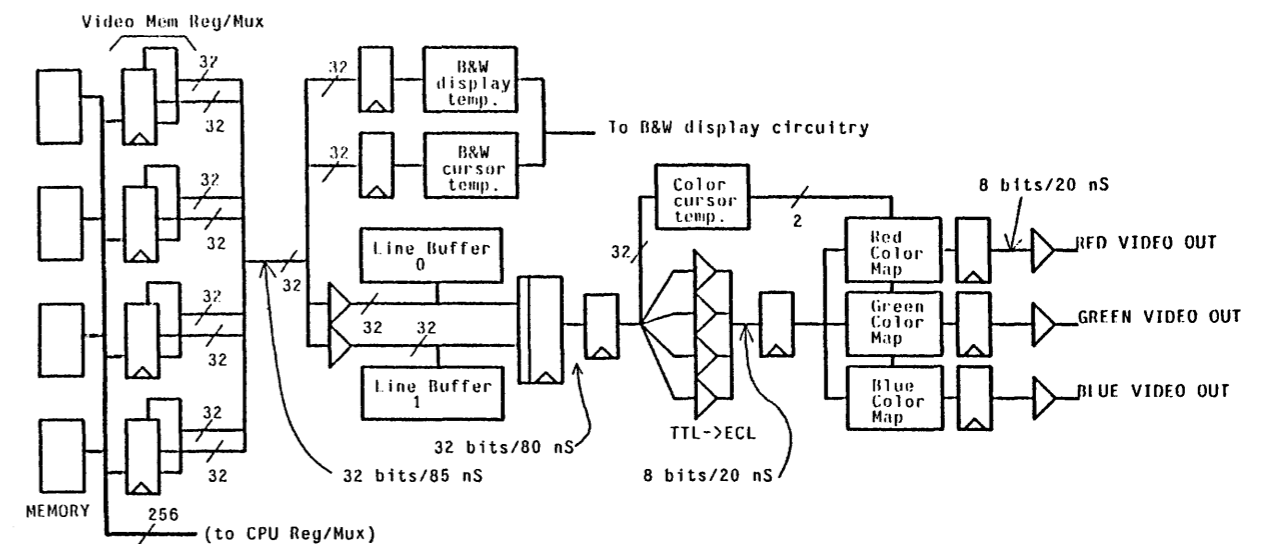 Video Mem Reg/Mux
32
32
32
32
32
32
32
32
MEMORY
256
(to CPU Reg/Mux)
32
32 bits/85 nS
32
B&W
display
temp.
32
B&W
cursor
temp.
To B&W display circuitry
Line Buffer
0
32
32
Line Buffer
1
32 bits/80 nS
32
Color
cursor
temp.
2
TTL->ECL
8 bits/20 nS
Red
Color
Map
Green
Color
Map
Blue
Color
Map
8 bits/20 nS
RED VIDEO OUT
GREEN VIDEO OUT
BLUE VIDEO OUT